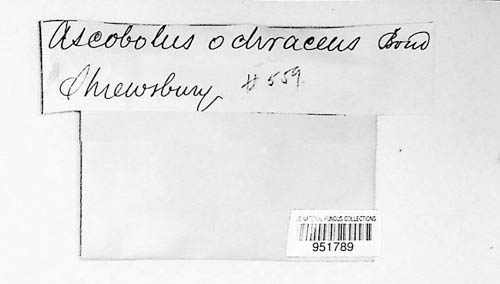 Ascobolus ochraceus Boud
Shrewsbury #559.
US NATIONAL FUNGUS COLLECTIONS
951789